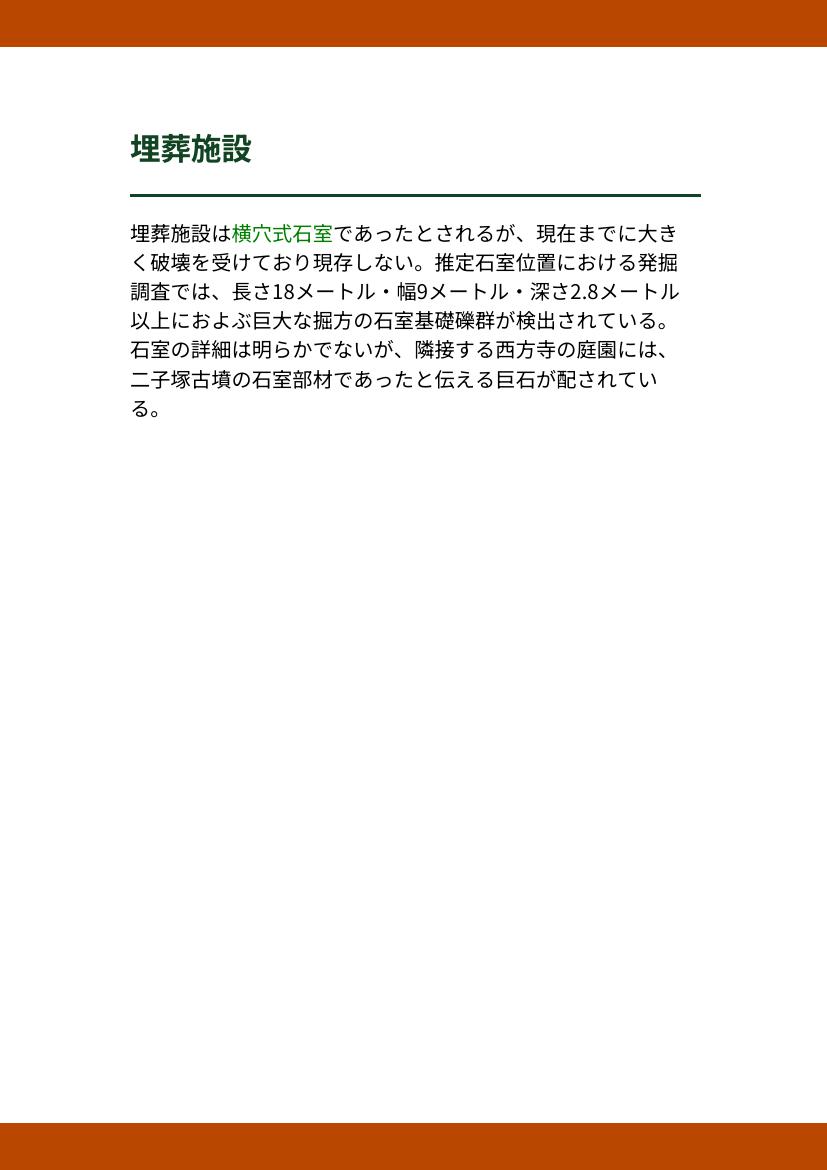 埋葬施設
埋葬施設は横穴式石室であったとされるが、現在までに大き
く破壊を受けており現存しない。推定石室位置における発掘
調査では、長さ18メートル・幅9メートル・深さ2.8メートル
以上におよぶ巨大な掘方の石室基礎礫群が検出されている。
石室の詳細は明らかでないが、隣接する西方寺の庭園には、
二子塚古墳の石室部材であったと伝える巨石が配されてい
る。